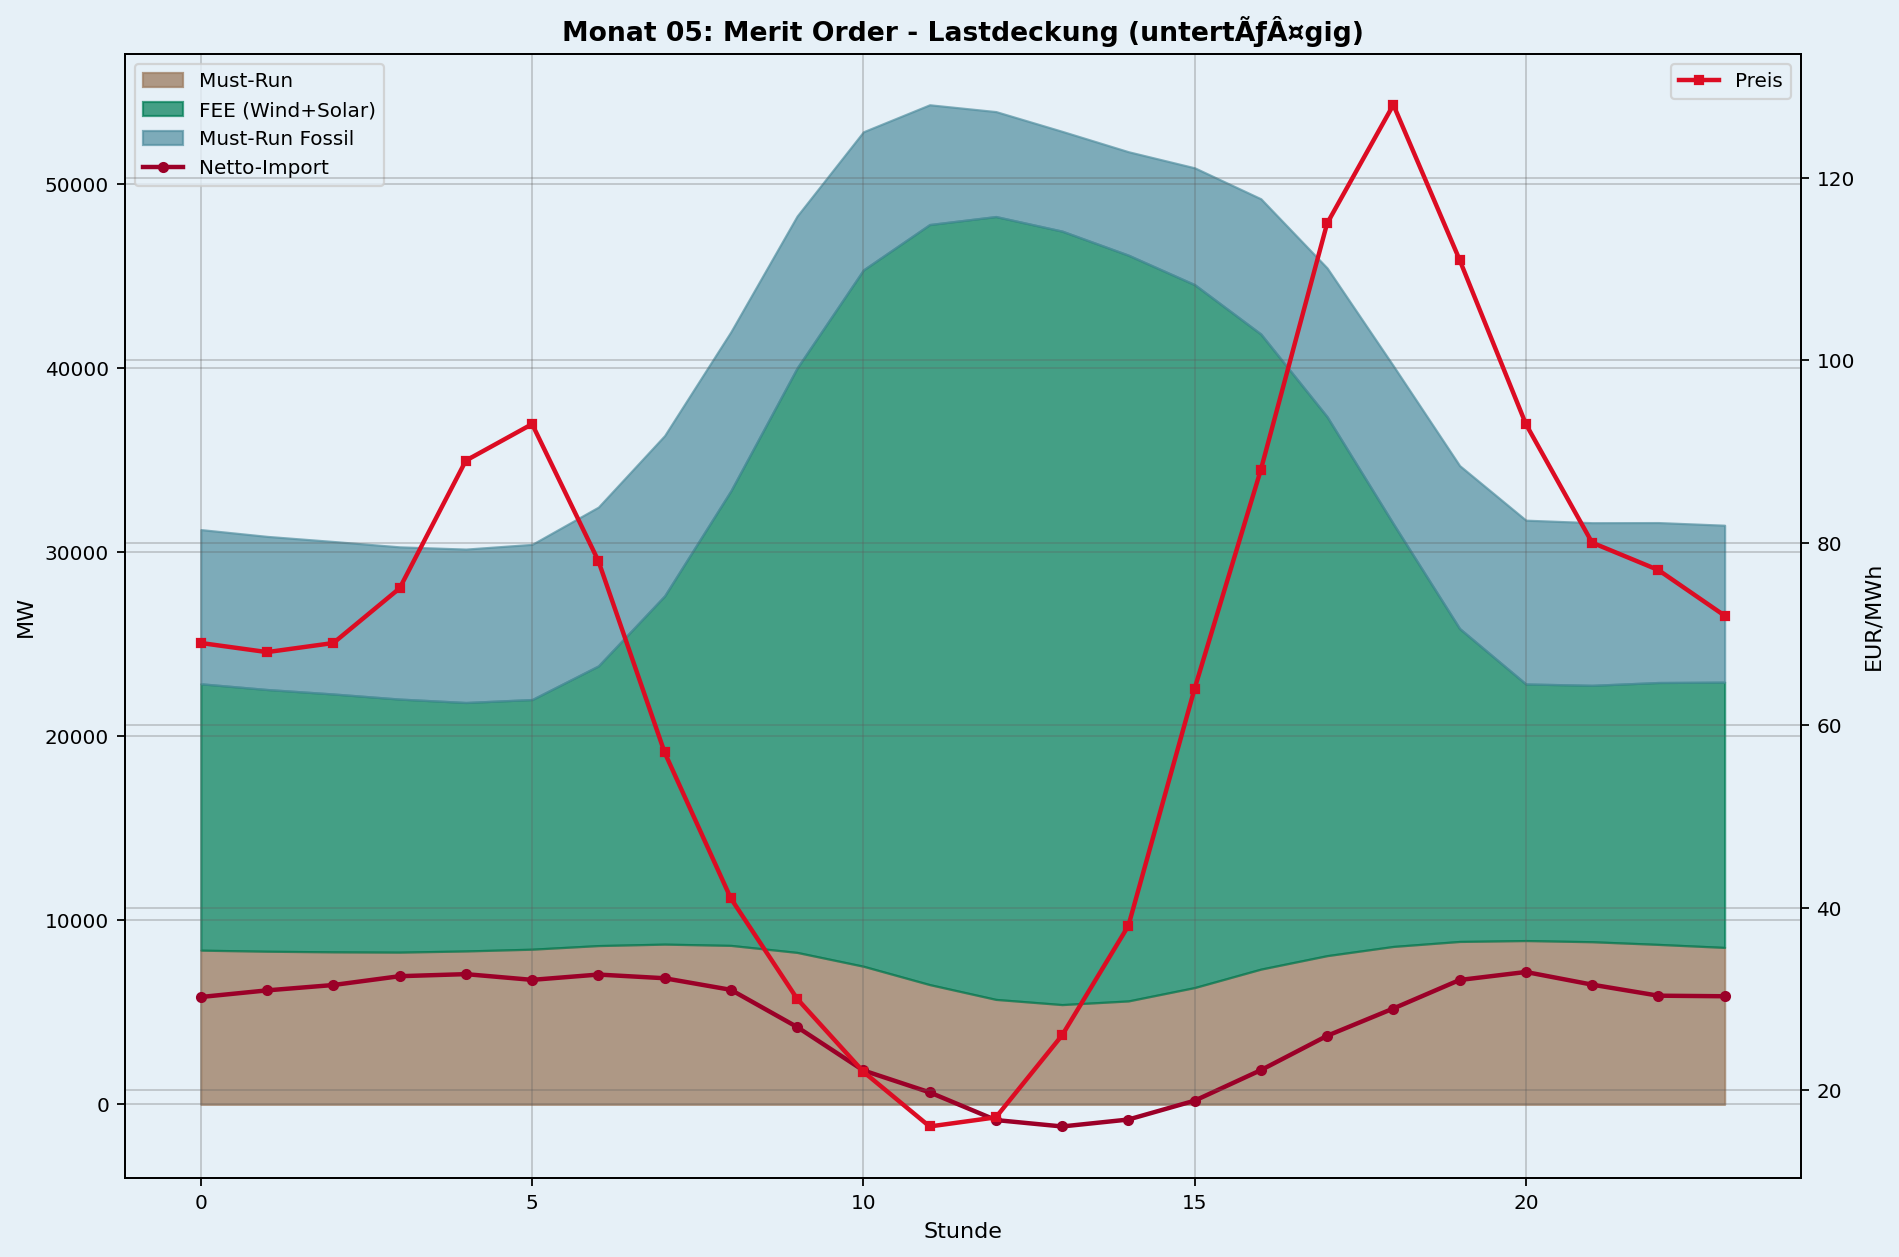 Monat 05: Merit Order - Lastdeckung (untertÃƒÂ¤gig)
Must-Run
FEE (Wind+Solar)
Must-Run Fossil
Netto-Import
Preis
50000
40000
30000
20000
10000
0
MW
120
100
80
60
40
20
EUR/MWh
0 5 10 15 20
Stunde